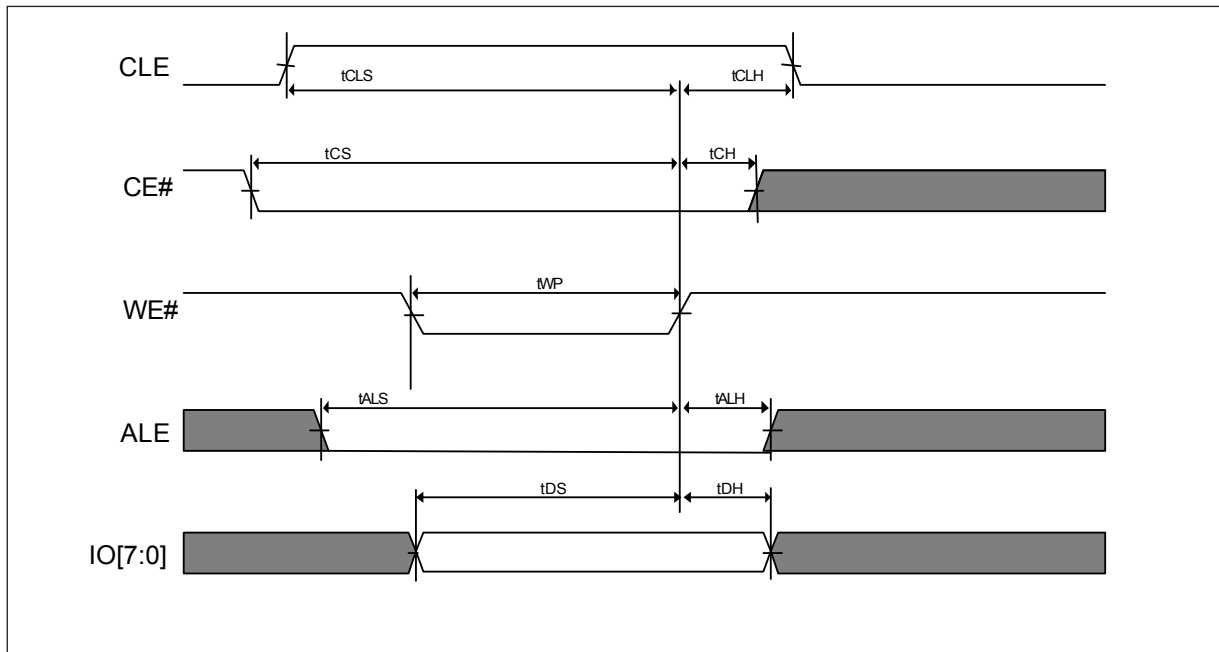 CLE
tCLS
tCLH
CE#
tCS
tCH
WE#
tWP
ALE
tALS
tALH
IO[7:0]
tDS
tDH